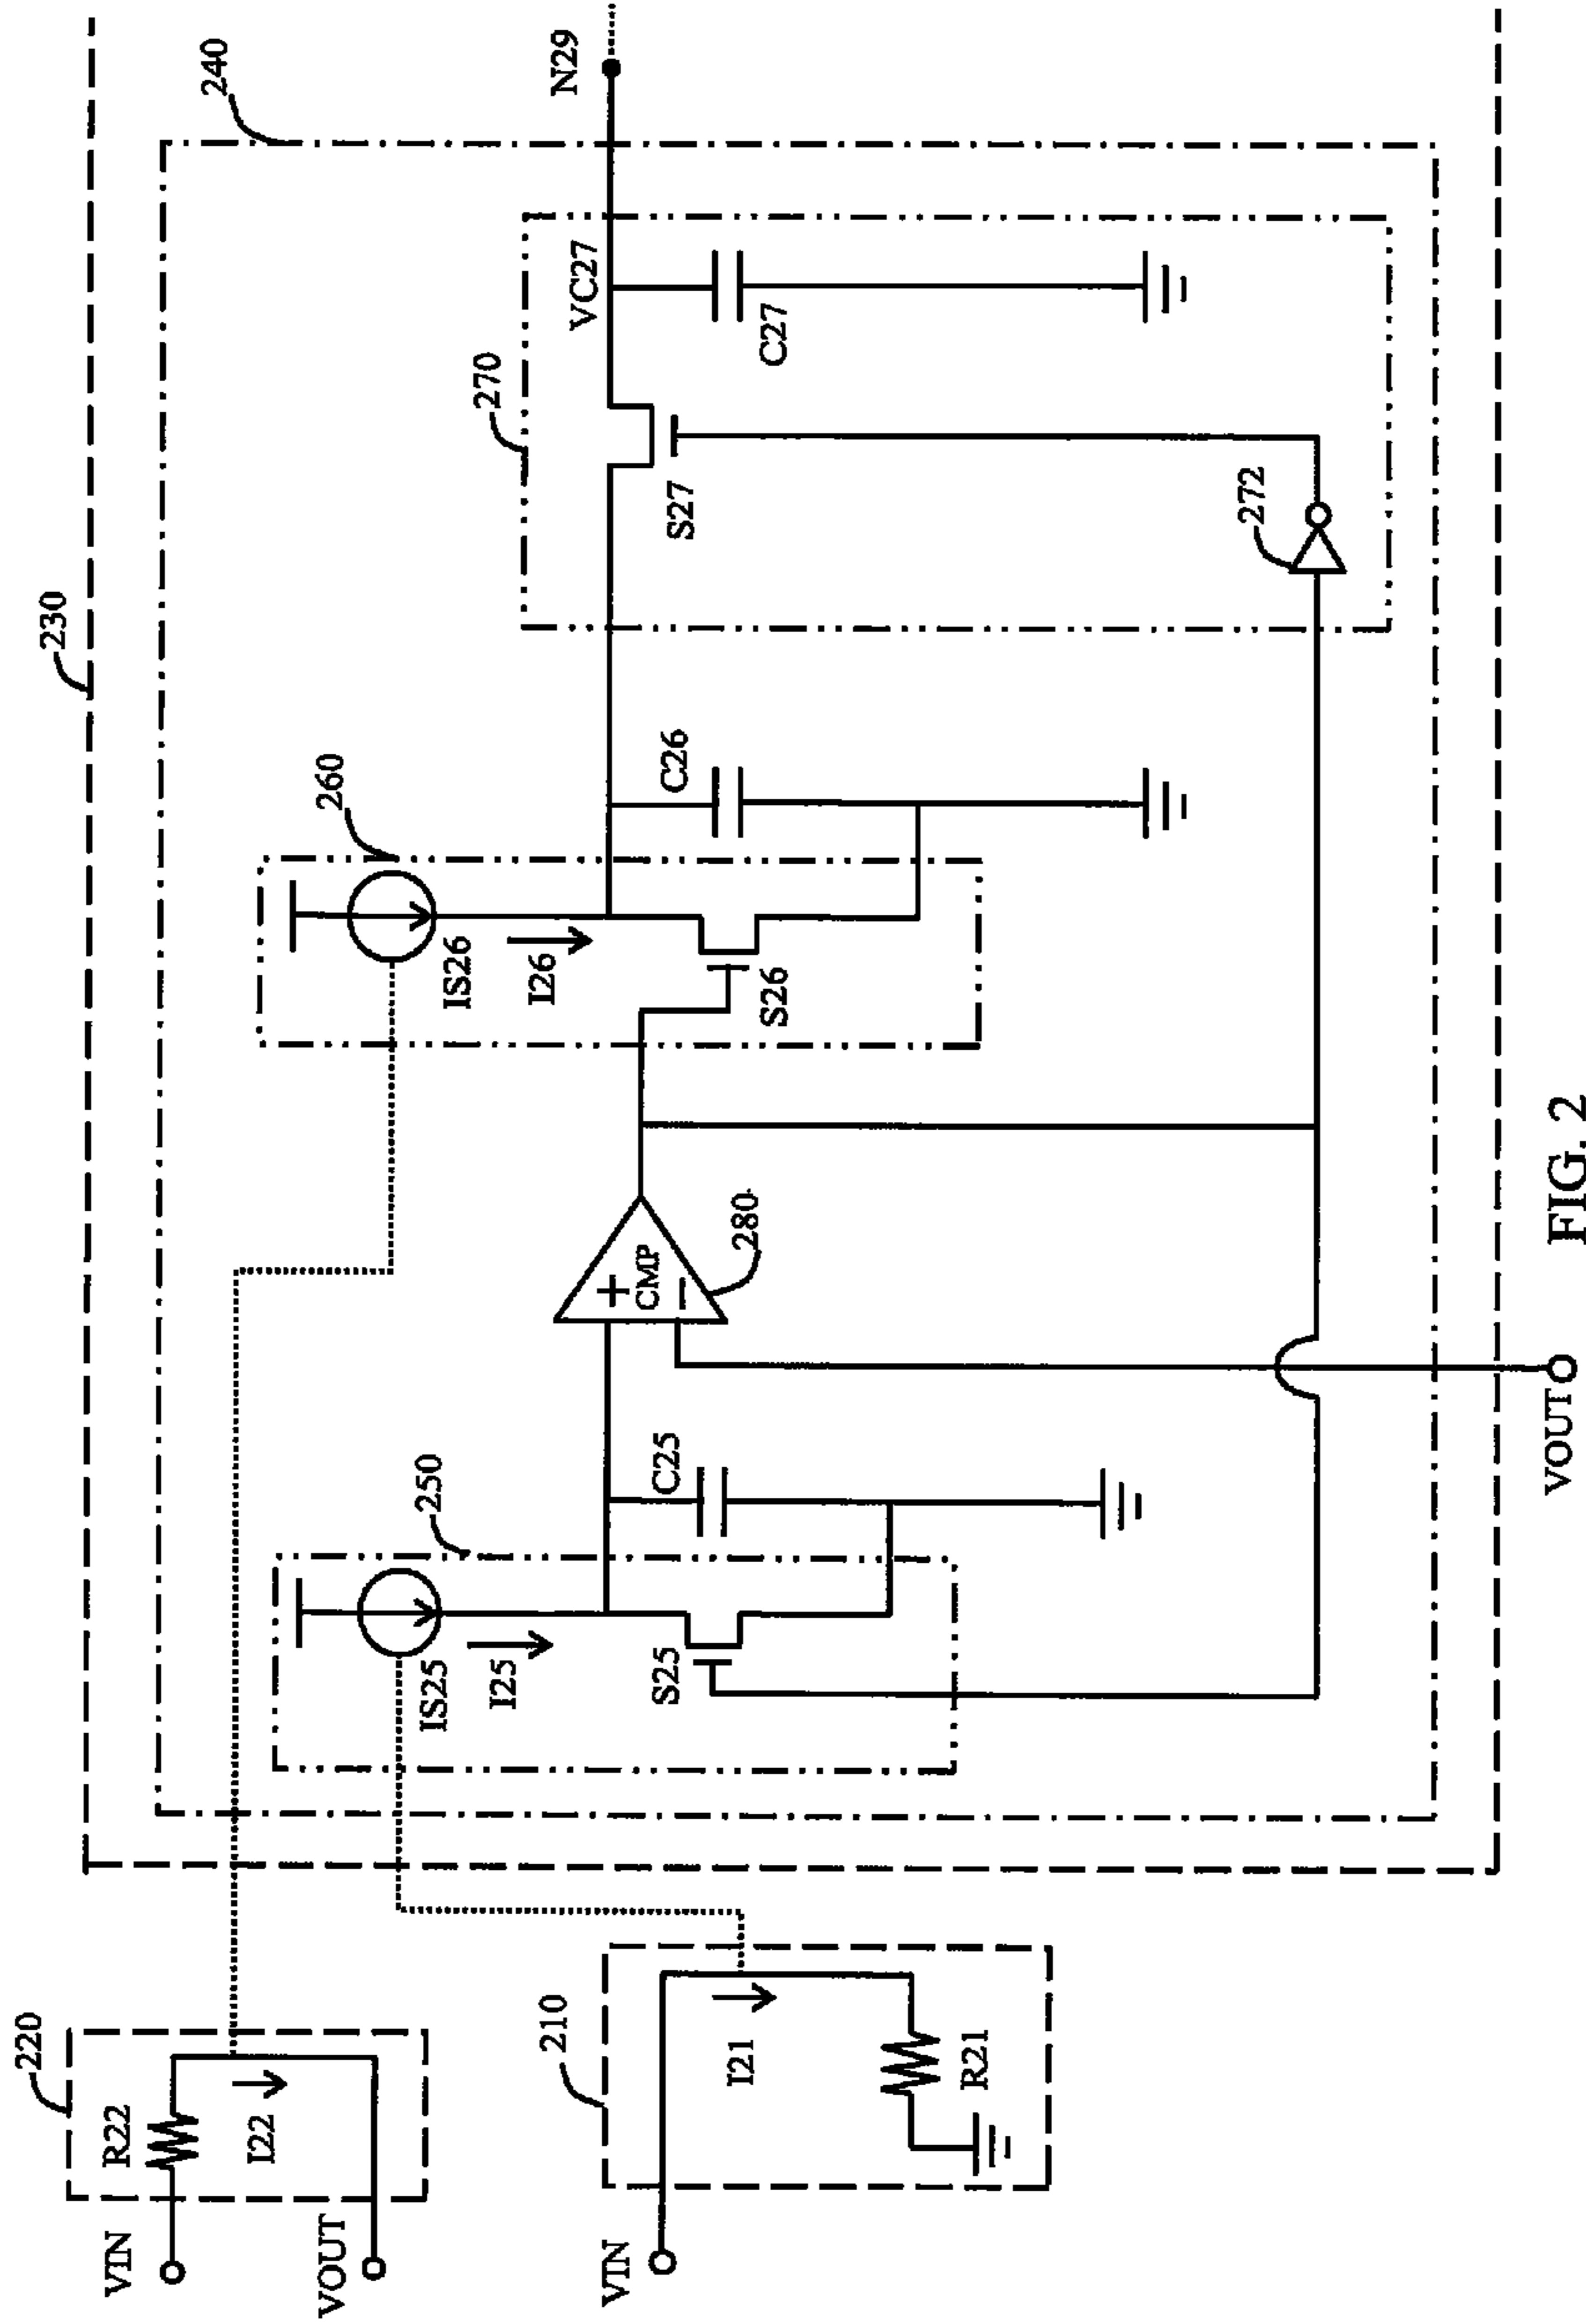 230
240
220
VIN
R22
I22
VOUT
210
VIN
I21
R21
250
IS25
I25
S25
C25
+
CMP
−
280
260
IS26
I26
S26
C26
270
S27
VC27
C27
272
N29
VOUT
FIG. 2